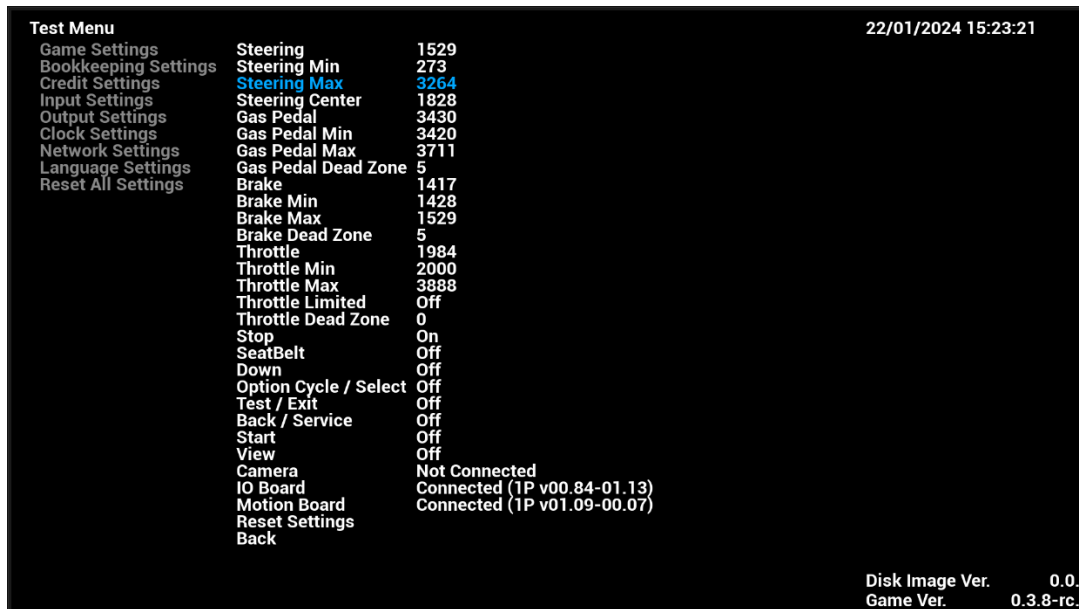 Test Menu 22/01/2024 15:23:21
Game Settings Steering 1529
Bookkeeping Settings Steering Min 273
Credit Settings Steering Max 3264
Input Settings Steering Center 1828
Output Settings Gas Pedal 3430
Clock Settings Gas Pedal Min 3420
Network Settings Gas Pedal Max 3711
Language Settings Gas Pedal Dead Zone 5
Reset All Settings Brake 1417
Brake Min 1428
Brake Max 1529
Brake Dead Zone 5
Throttle 1984
Throttle Min 2000
Throttle Max 3888
Throttle Limited Off
Throttle Dead Zone 0
Stop On
SeatBelt Off
Down Off
Option Cycle / Select Off
Test / Exit Off
Back / Service Off
Start Off
View Off
Camera Not Connected
IO Board Connected (1P v00.84-01.13)
Motion Board Connected (1P v01.09-00.07)
Reset Settings
Back
Disk Image Ver. 0.0.
Game Ver. 0.3.8-rc.